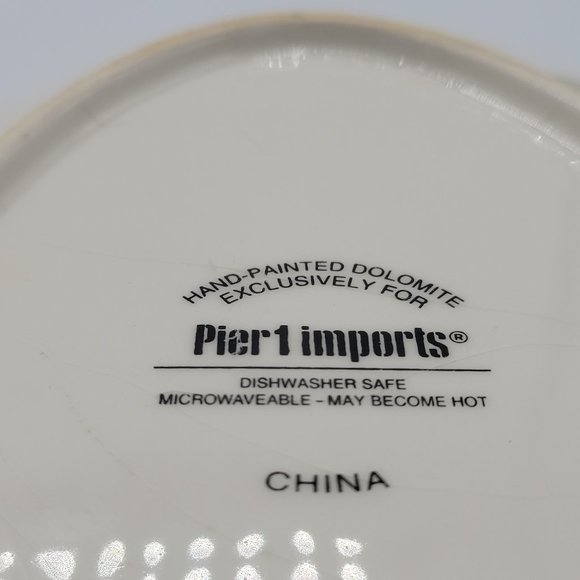 HAND-PAINTED DOLOMITE
EXCLUSIVELY FOR
Pier1 imports®
DISHWASHER SAFE
MICROWAVEABLE - MAY BECOME HOT
CHINA